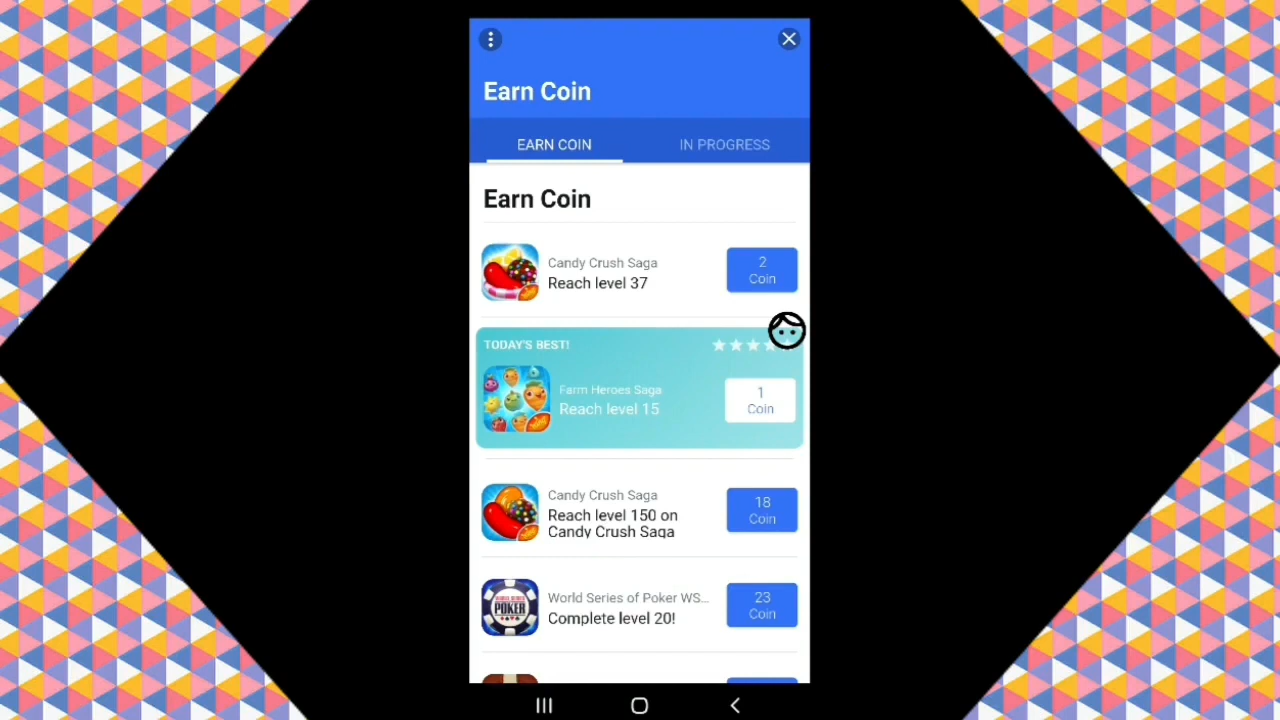 Earn Coin
EARN COIN
IN PROGRESS
Earn Coin
Candy Crush Saga
Reach level 37
2
Coin
TODAY'S BEST!
Farm Heroes Saga
Reach level 15
1
Coin
Candy Crush Saga
Reach level 150 on
Candy Crush Saga
18
Coin
World Series of Poker WS...
Complete level 20!
23
Coin
POKER